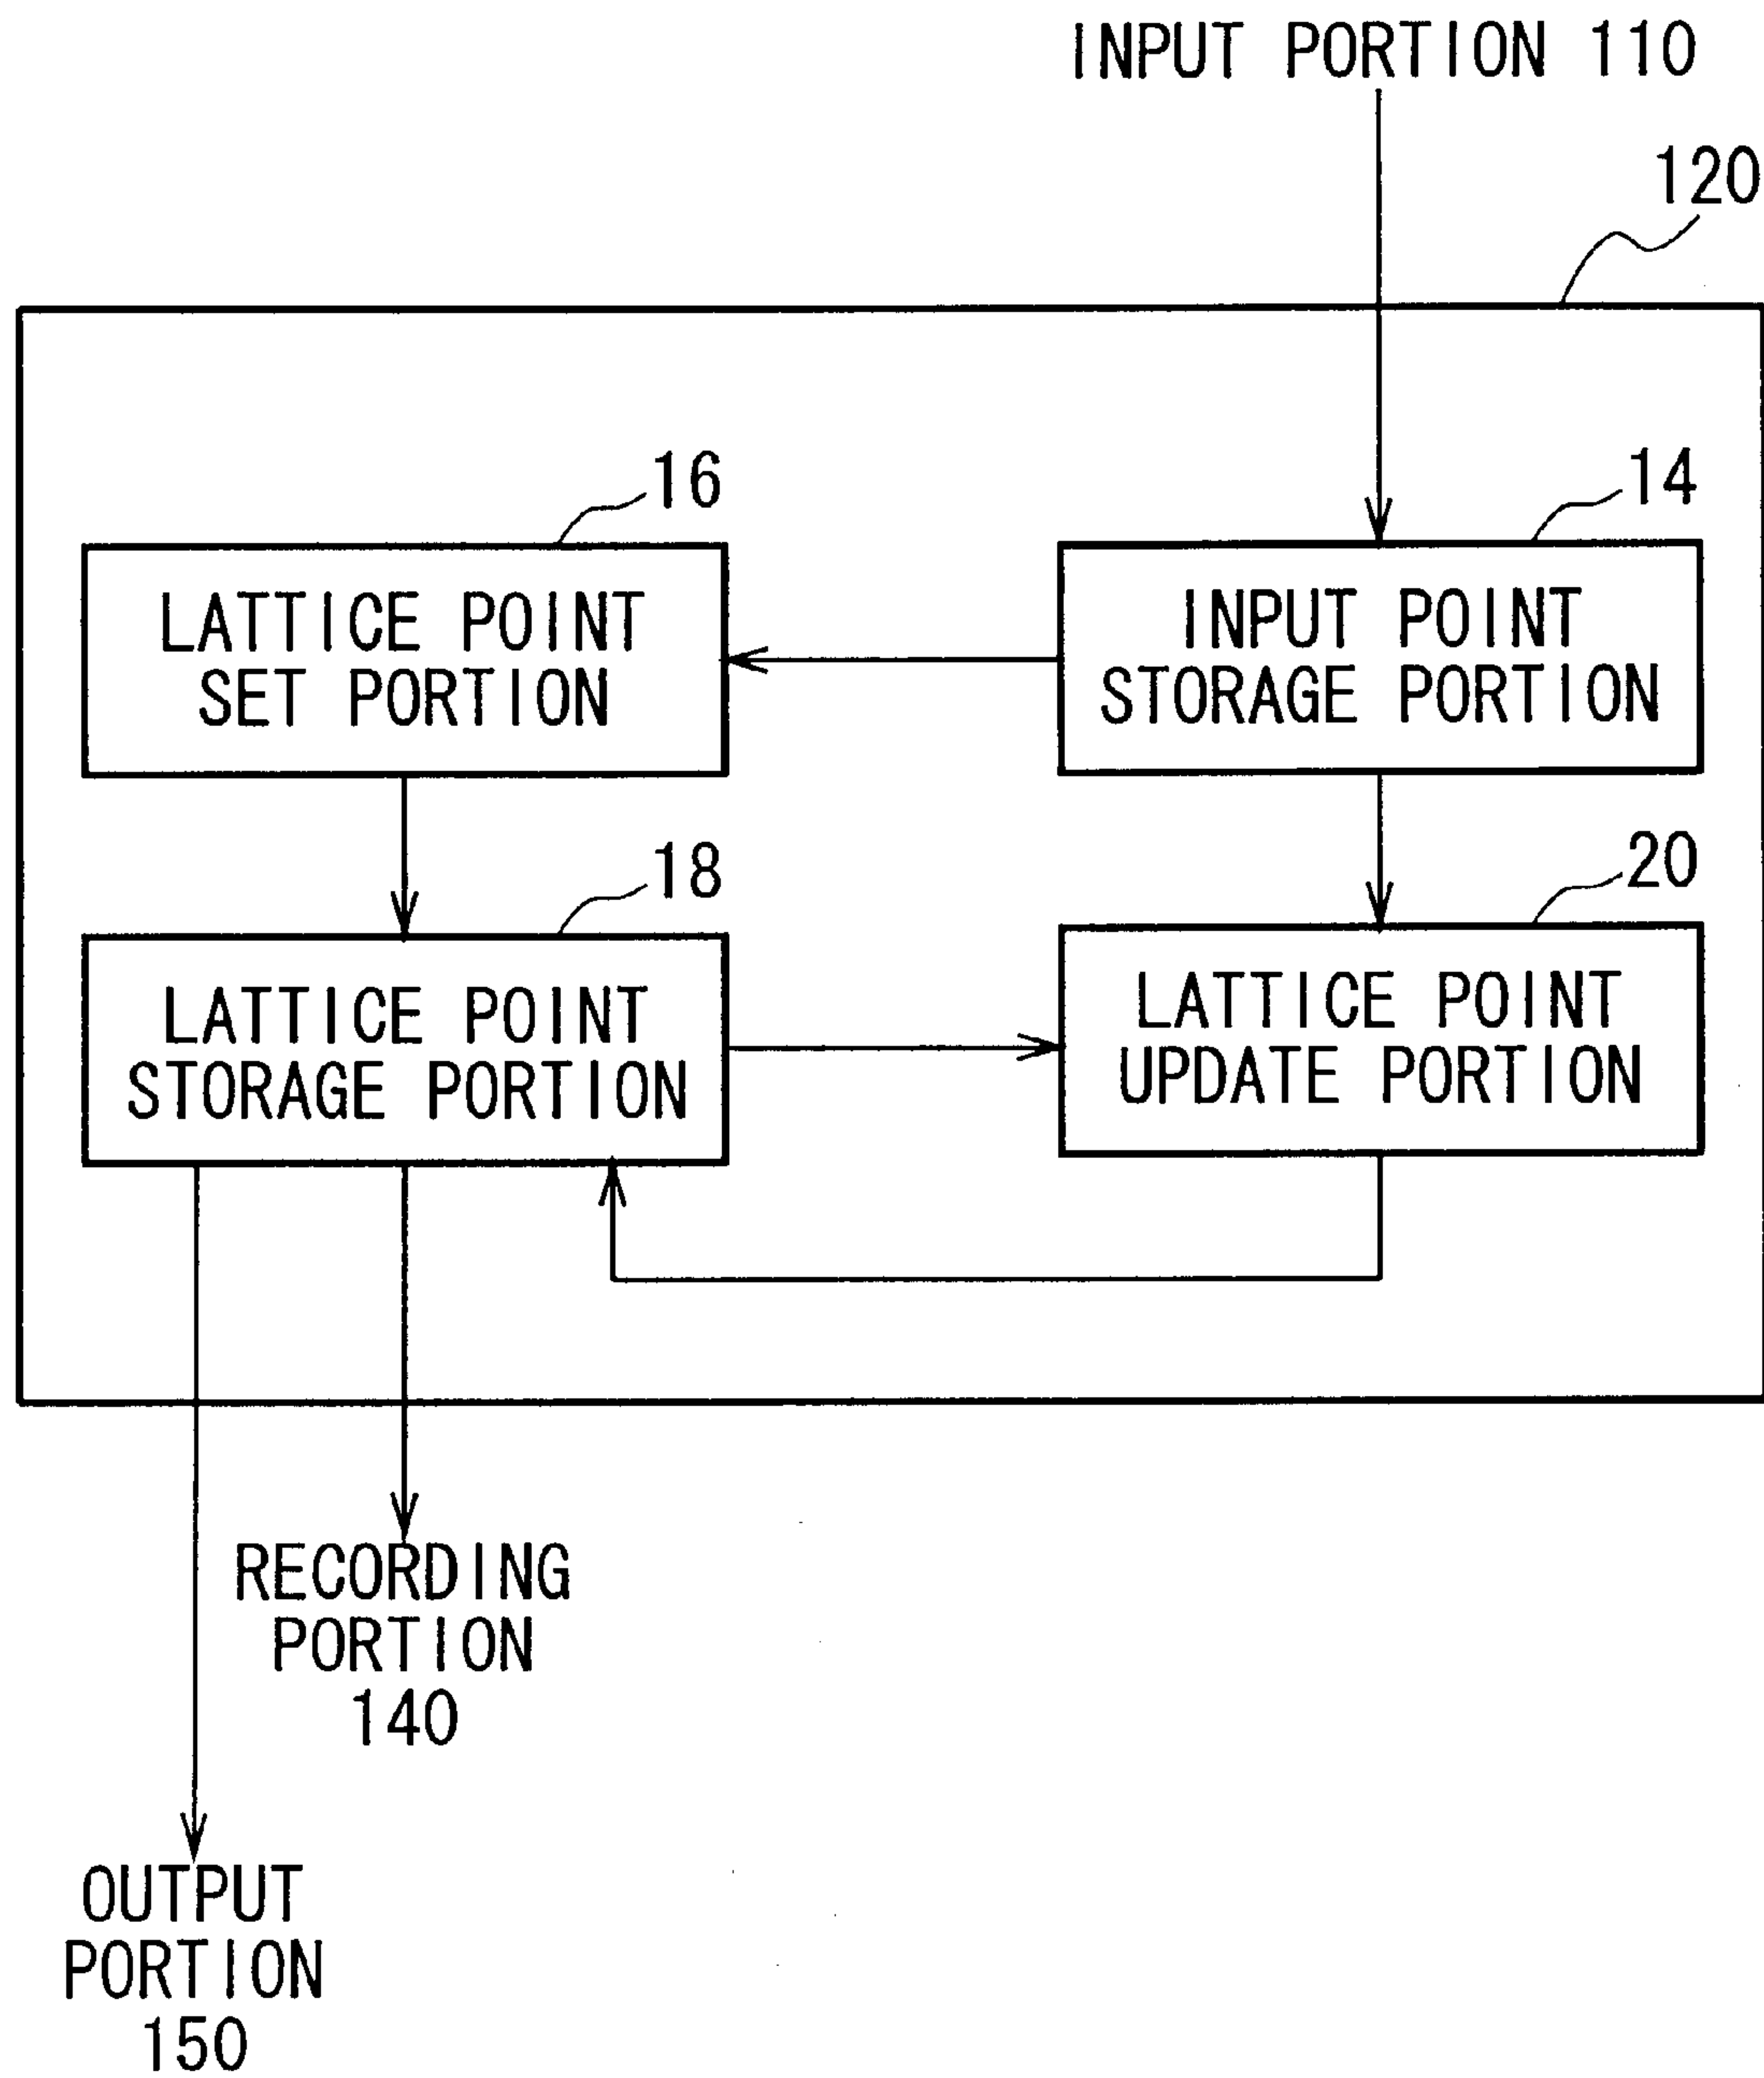 INPUT PORTION 110
120
16
14
LATTICE POINT
SET PORTION
INPUT POINT
STORAGE PORTION
18
20
LATTICE POINT
STORAGE PORTION
LATTICE POINT
UPDATE PORTION
RECORDING
PORTION
140
OUTPUT
PORTION
150